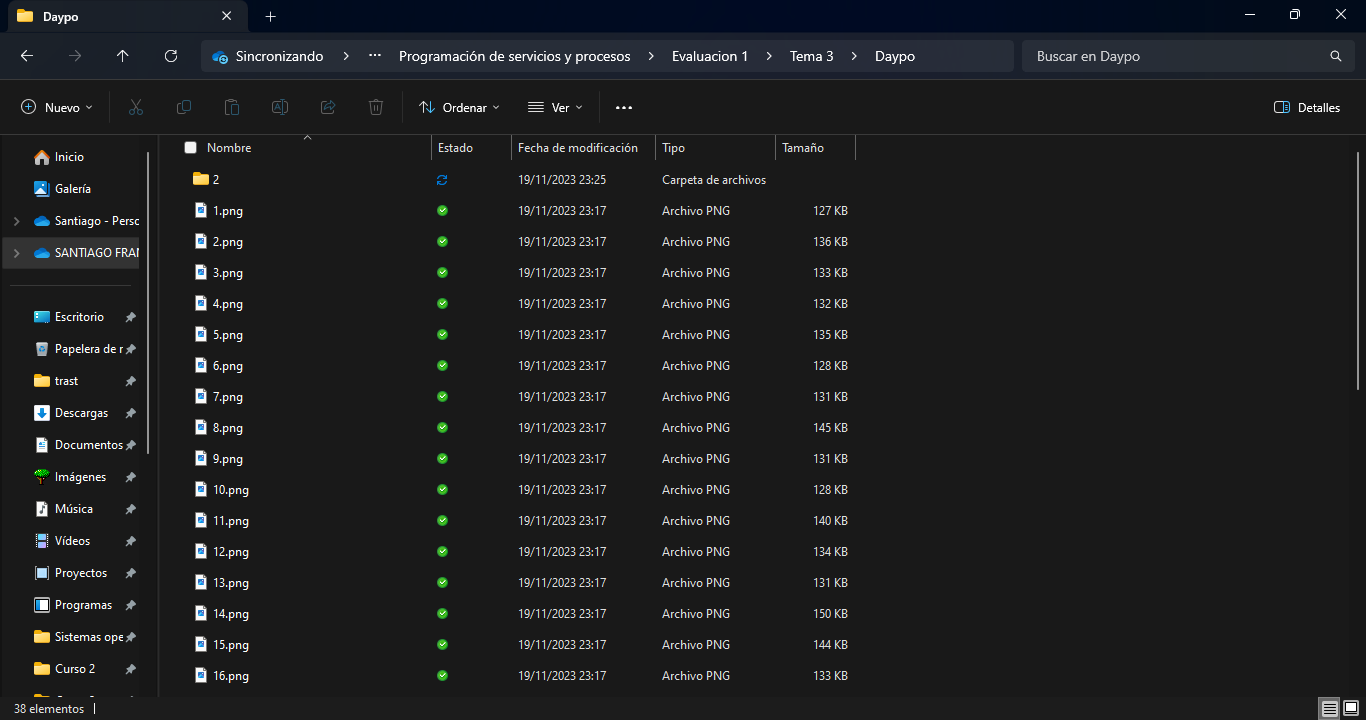 Daypo
Sincronizando > ... Programación de servicios y procesos > Evaluacion 1 > Tema 3 > Daypo
Buscar en Daypo
Nuevo
Ordenar
Ver
Detalles
Inicio
Galería
Santiago - Perso
SANTIAGO FRAN
Escritorio
Papelera de r
trast
Descargas
Documentos
Imágenes
Música
Vídeos
Proyectos
Programas
Sistemas ope
Curso 2
Nombre Estado Fecha de modificación Tipo Tamaño
2 19/11/2023 23:25 Carpeta de archivos
1.png 19/11/2023 23:17 Archivo PNG 127 KB
2.png 19/11/2023 23:17 Archivo PNG 136 KB
3.png 19/11/2023 23:17 Archivo PNG 133 KB
4.png 19/11/2023 23:17 Archivo PNG 132 KB
5.png 19/11/2023 23:17 Archivo PNG 135 KB
6.png 19/11/2023 23:17 Archivo PNG 128 KB
7.png 19/11/2023 23:17 Archivo PNG 131 KB
8.png 19/11/2023 23:17 Archivo PNG 145 KB
9.png 19/11/2023 23:17 Archivo PNG 131 KB
10.png 19/11/2023 23:17 Archivo PNG 128 KB
11.png 19/11/2023 23:17 Archivo PNG 140 KB
12.png 19/11/2023 23:17 Archivo PNG 134 KB
13.png 19/11/2023 23:17 Archivo PNG 131 KB
14.png 19/11/2023 23:17 Archivo PNG 150 KB
15.png 19/11/2023 23:17 Archivo PNG 144 KB
16.png 19/11/2023 23:17 Archivo PNG 133 KB
38 elementos